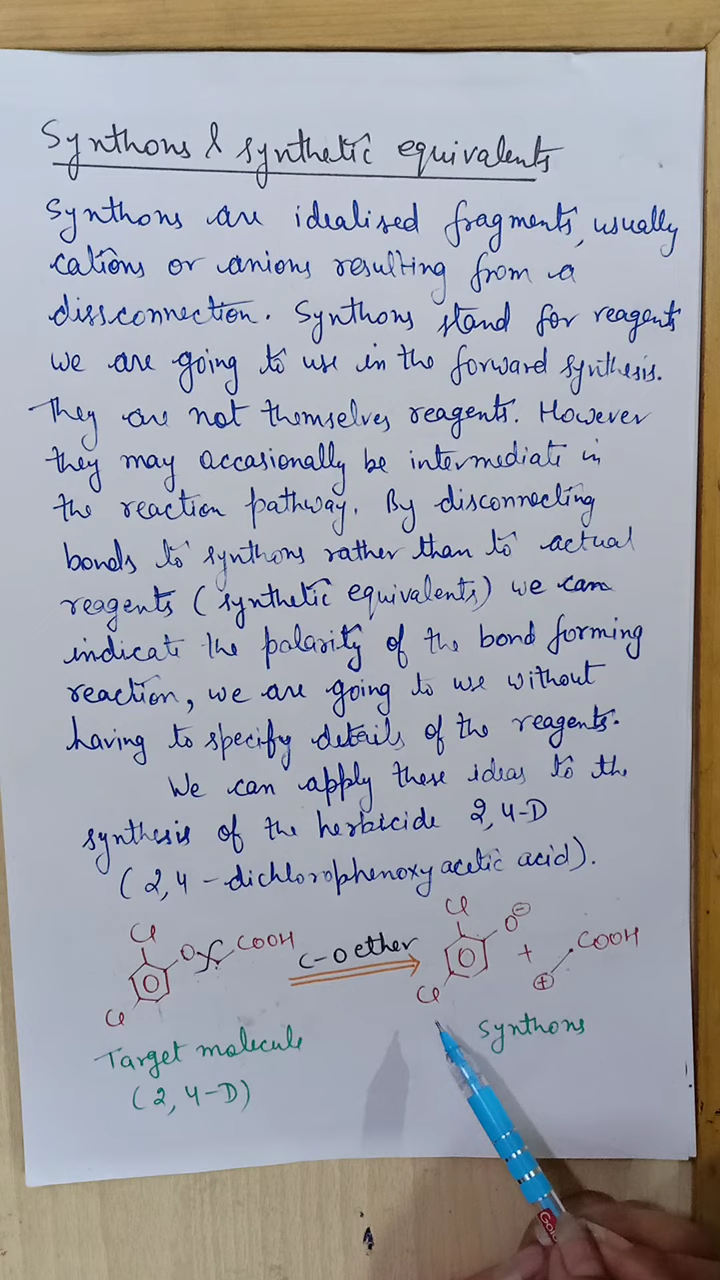 Synthons & synthetic equivalents
Synthons are idealised fragments, usually
cations or anions resulting from a
dissconnection. Synthons stand for reagents
we are going to use in the forward synthesis.
They are not themselves reagents. However
they may occasionally be intermediate in
the reaction pathway. By disconnecting
bonds to synthons rather than to actual
reagents (synthetic equivalents) we can
indicate the polarity of the bond forming
reaction, we are going to use without
having to specify details of the reagents.
We can apply these ideas to the
synthesis of the herbicide 2,4-D
(2,4-dichlorophenoxy acetic acid).
Cl O COOH Cl
C-O ether
Cl O⊖ + ⊕ COOH Cl
Target molecule
(2,4-D)
Synthons